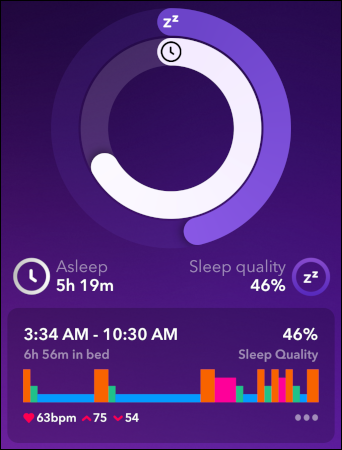 zz
Asleep
Sleep quality
5h 19m
46%
zz
3:34 AM - 10:30 AM
46%
6h 56m in bed
Sleep Quality
63bpm 75 54